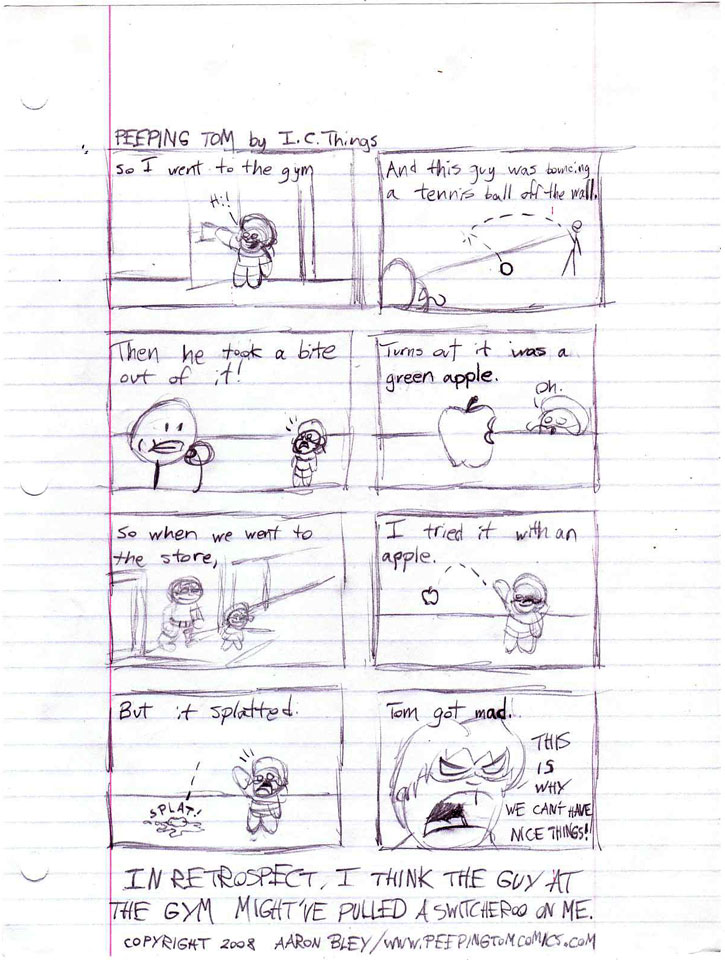 PEEPING TOM by I.C. Things
So I went to the gym
Hi!
And this guy was bouncing
a tennis ball off the wall.
Then he took a bite
out of it!
Turns out it was a
green apple.
Oh.
So when we went to
the store,
I tried it with an
apple.
But it splatted.
SPLAT!
Tom got mad.
THIS
IS
WHY
WE CANT HAVE
NICE THINGS!
IN RETROSPECT, I THINK THE GUY AT
THE GYM MIGHT'VE PULLED A SWITCHEROO ON ME.
COPYRIGHT 2008 AARON BLEY/WWW.PEEPINGTOMCOMICS.COM